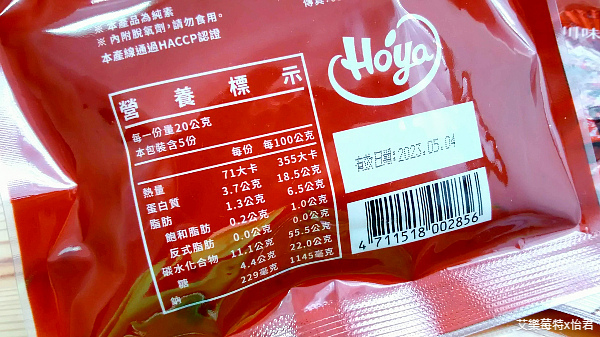 ※本產品為純素
※內附脫氧劑,請勿食用。
本產線通過HACCP認證
Hoya
營養標示
每一份量20公克
本包裝含5份
每份 每100公克
熱量 71大卡 355大卡
蛋白質 3.7公克 18.5公克
脂肪 1.3公克 6.5公克
飽和脂肪 0.2公克 1.0公克
反式脂肪 0.0公克 0.0公克
碳水化合物 11.1公克 55.5公克
糖 4.4公克 22.0公克
鈉 229毫克 1145毫克
有效日期:2023.05.04
4 711518 002856
川味
艾樂莓特x怡君